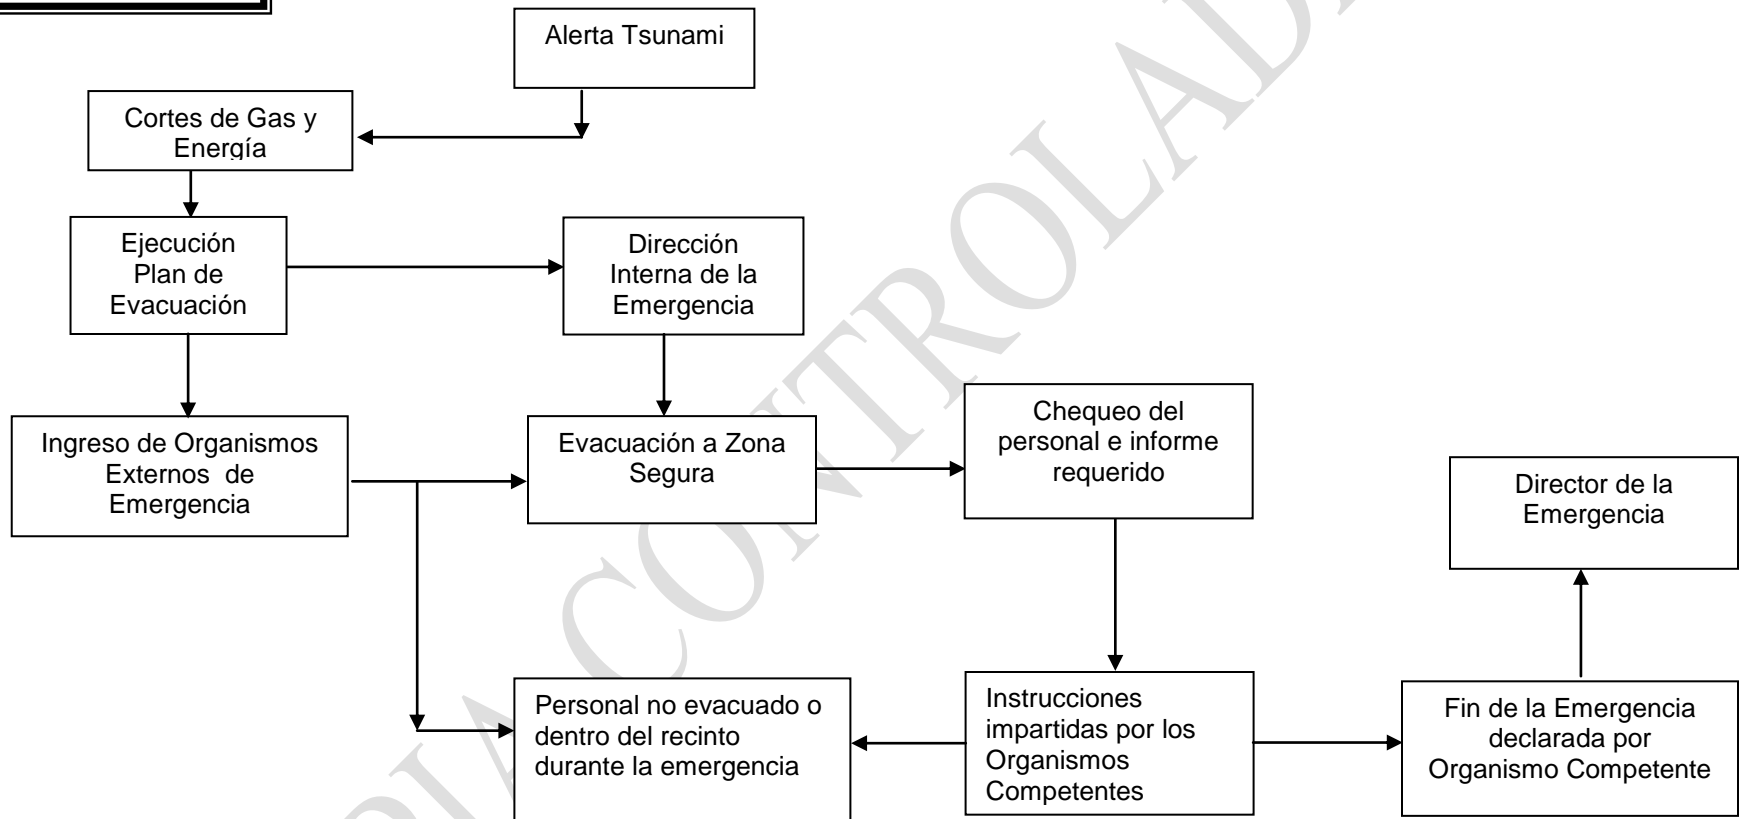 Alerta Tsunami
Cortes de Gas y
Energía
Ejecución
Plan de
Evacuación
Dirección
Interna de la
Emergencia
Ingreso de Organismos
Externos de
Emergencia
Evacuación a Zona
Segura
Chequeo del
personal e informe
requerido
Director de la
Emergencia
Personal no evacuado o
dentro del recinto
durante la emergencia
Instrucciones
impartidas por los
Organismos
Competentes
Fin de la Emergencia
declarada por
Organismo Competente
PIA CONTROLAD